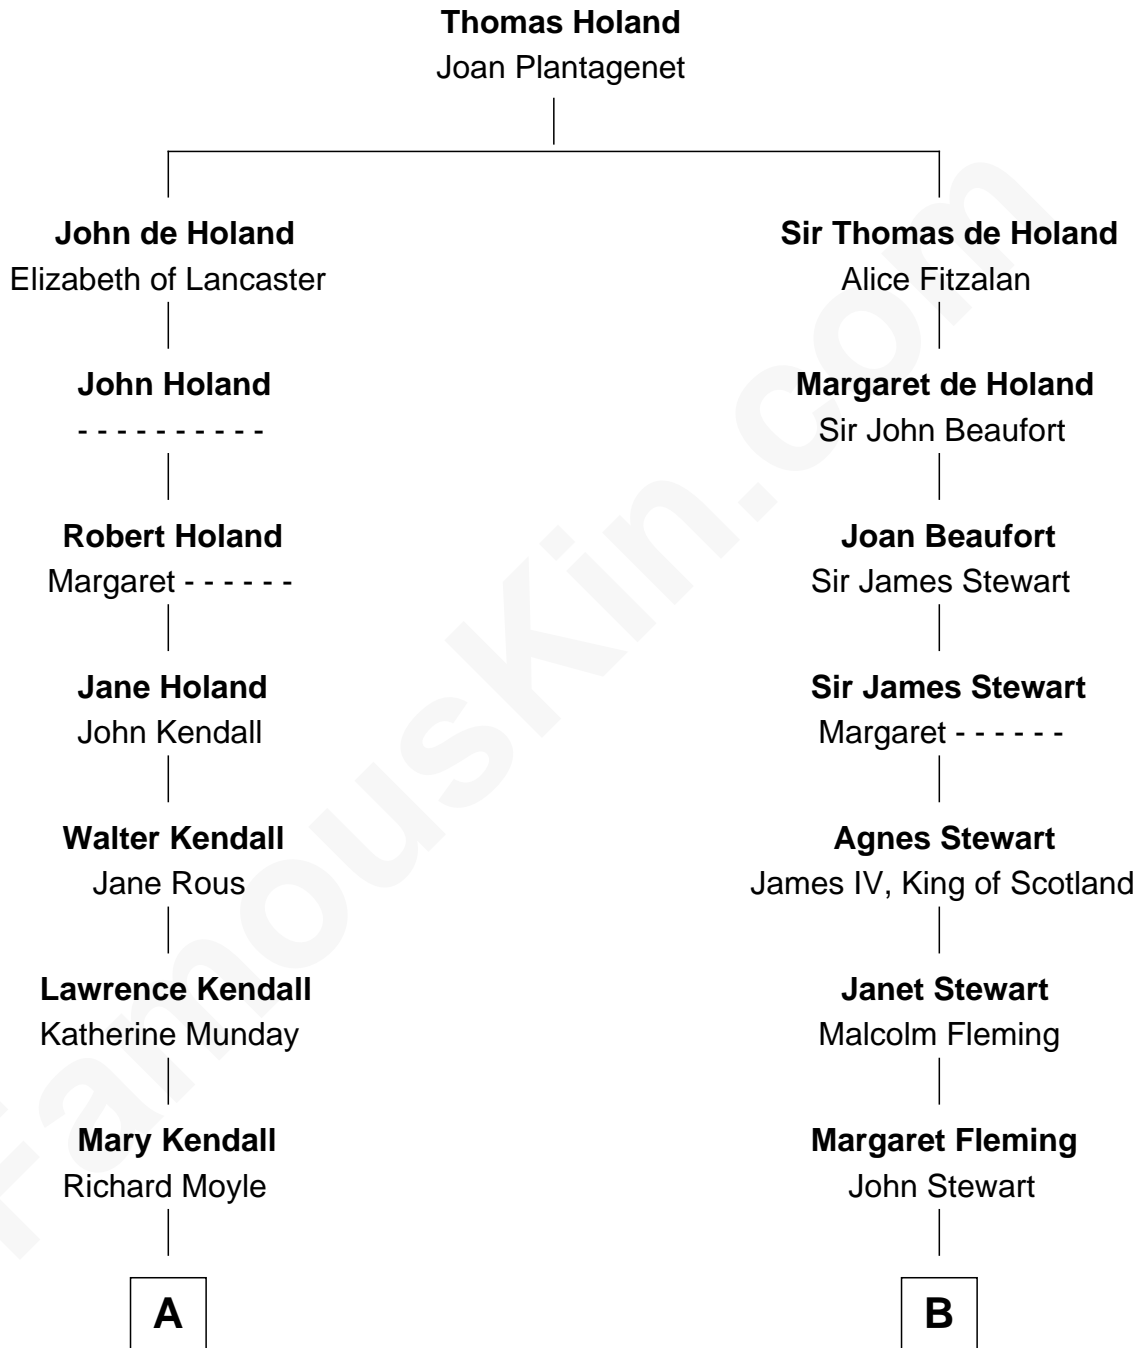 Thomas Holand
Joan Plantagenet
John de Holand
Elizabeth of Lancaster
Sir Thomas de Holand
Alice Fitzalan
John Holand
- - - - - - - - - -
Margaret de Holand
Sir John Beaufort
Robert Holand
Margaret - - - - - -
Joan Beaufort
Sir James Stewart
Jane Holand
John Kendall
Sir James Stewart
Margaret - - - - - -
Walter Kendall
Jane Rous
Agnes Stewart
James IV, King of Scotland
Lawrence Kendall
Katherine Munday
Janet Stewart
Malcolm Fleming
Mary Kendall
Richard Moyle
Margaret Fleming
John Stewart
A
B
FamousKin.com